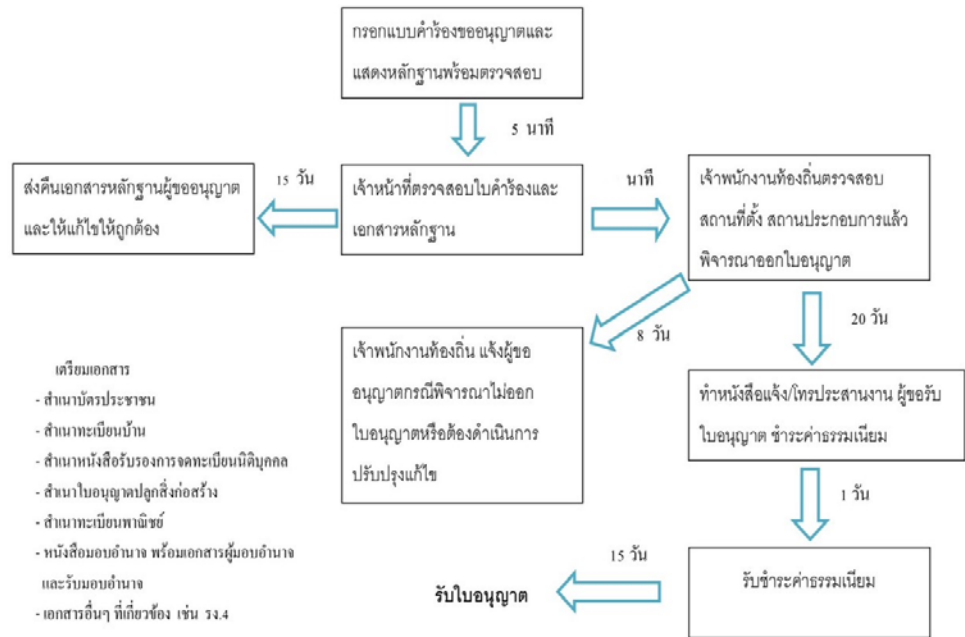 กรอกแบบคำร้องขออนุญาตและ
แสดงหลักฐานพร้อมตรวจสอบ
5 นาที
ส่งคืนเอกสารหลักฐานผู้ขออนุญาต
และให้แก้ไขให้ถูกต้อง
15 วัน
เจ้าหน้าที่ตรวจสอบใบคำร้องและ
เอกสารหลักฐาน
นาที
เจ้าพนักงานท้องถิ่นตรวจสอบ
สถานที่ตั้ง สถานประกอบการแล้ว
พิจารณาออกใบอนุญาต
8 วัน
20 วัน
เจ้าพนักงานท้องถิ่น แจ้งผู้ขอ
อนุญาตกรณีพิจารณาไม่ออก
ใบอนุญาตหรือต้องดำเนินการ
ปรับปรุงแก้ไข
ทำหนังสือแจ้ง/โทรประสานงาน ผู้ขอรับ
ใบอนุญาต ชำระค่าธรรมเนียม
1 วัน
รับชำระค่าธรรมเนียม
15 วัน
รับใบอนุญาต
เตรียมเอกสาร
- สำเนาบัตรประชาชน
- สำเนาทะเบียนบ้าน
- สำเนาหนังสือรับรองการจดทะเบียนนิติบุคคล
- สำเนาใบอนุญาตปลูกสิ่งก่อสร้าง
- สำเนาทะเบียนพาณิชย์
- หนังสือมอบอำนาจ พร้อมเอกสารผู้มอบอำนาจ
และรับมอบอำนาจ
- เอกสารอื่นๆ ที่เกี่ยวข้อง เช่น รง.4